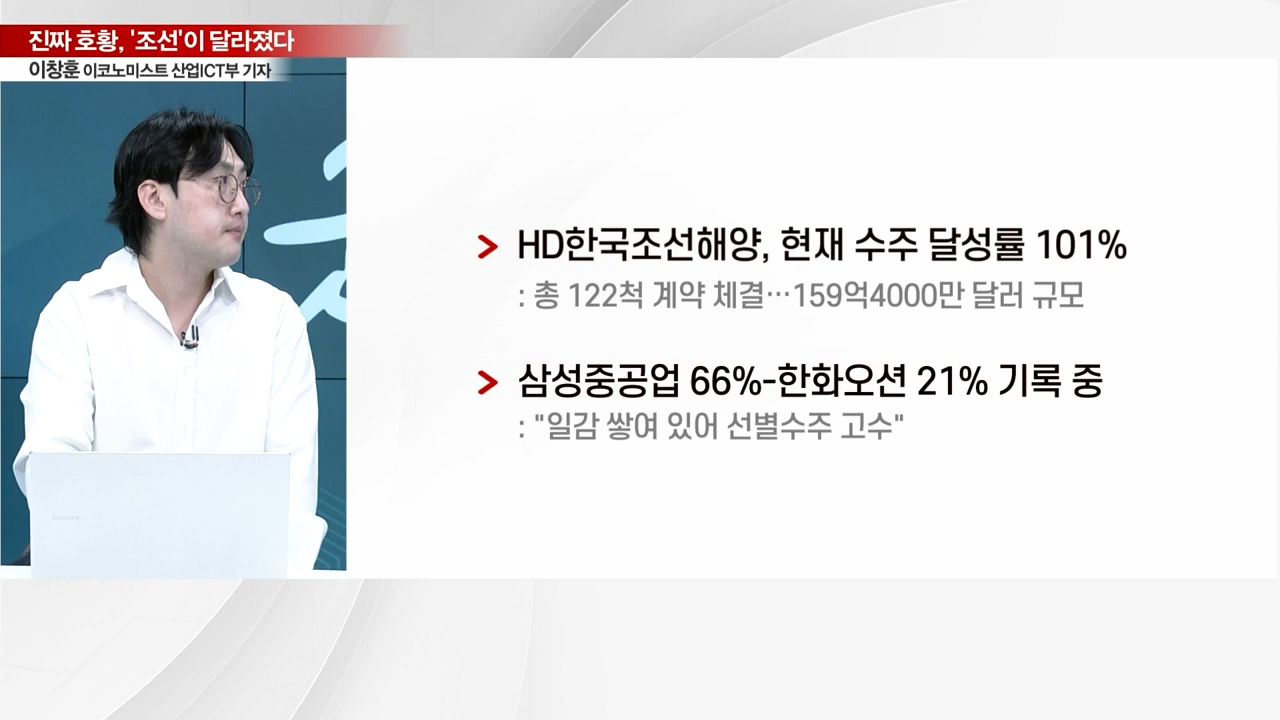 진짜 호황, '조선'이 달라졌다
이창훈 이코노미스트 산업ICT부 기자
HD한국조선해양, 현재 수주 달성률 101%
: 총 122척 계약 체결…159억4000만 달러 규모
삼성중공업 66%-한화오션 21% 기록 중
: "일감 쌓여 있어 선별수주 고수"
SAMSUNG